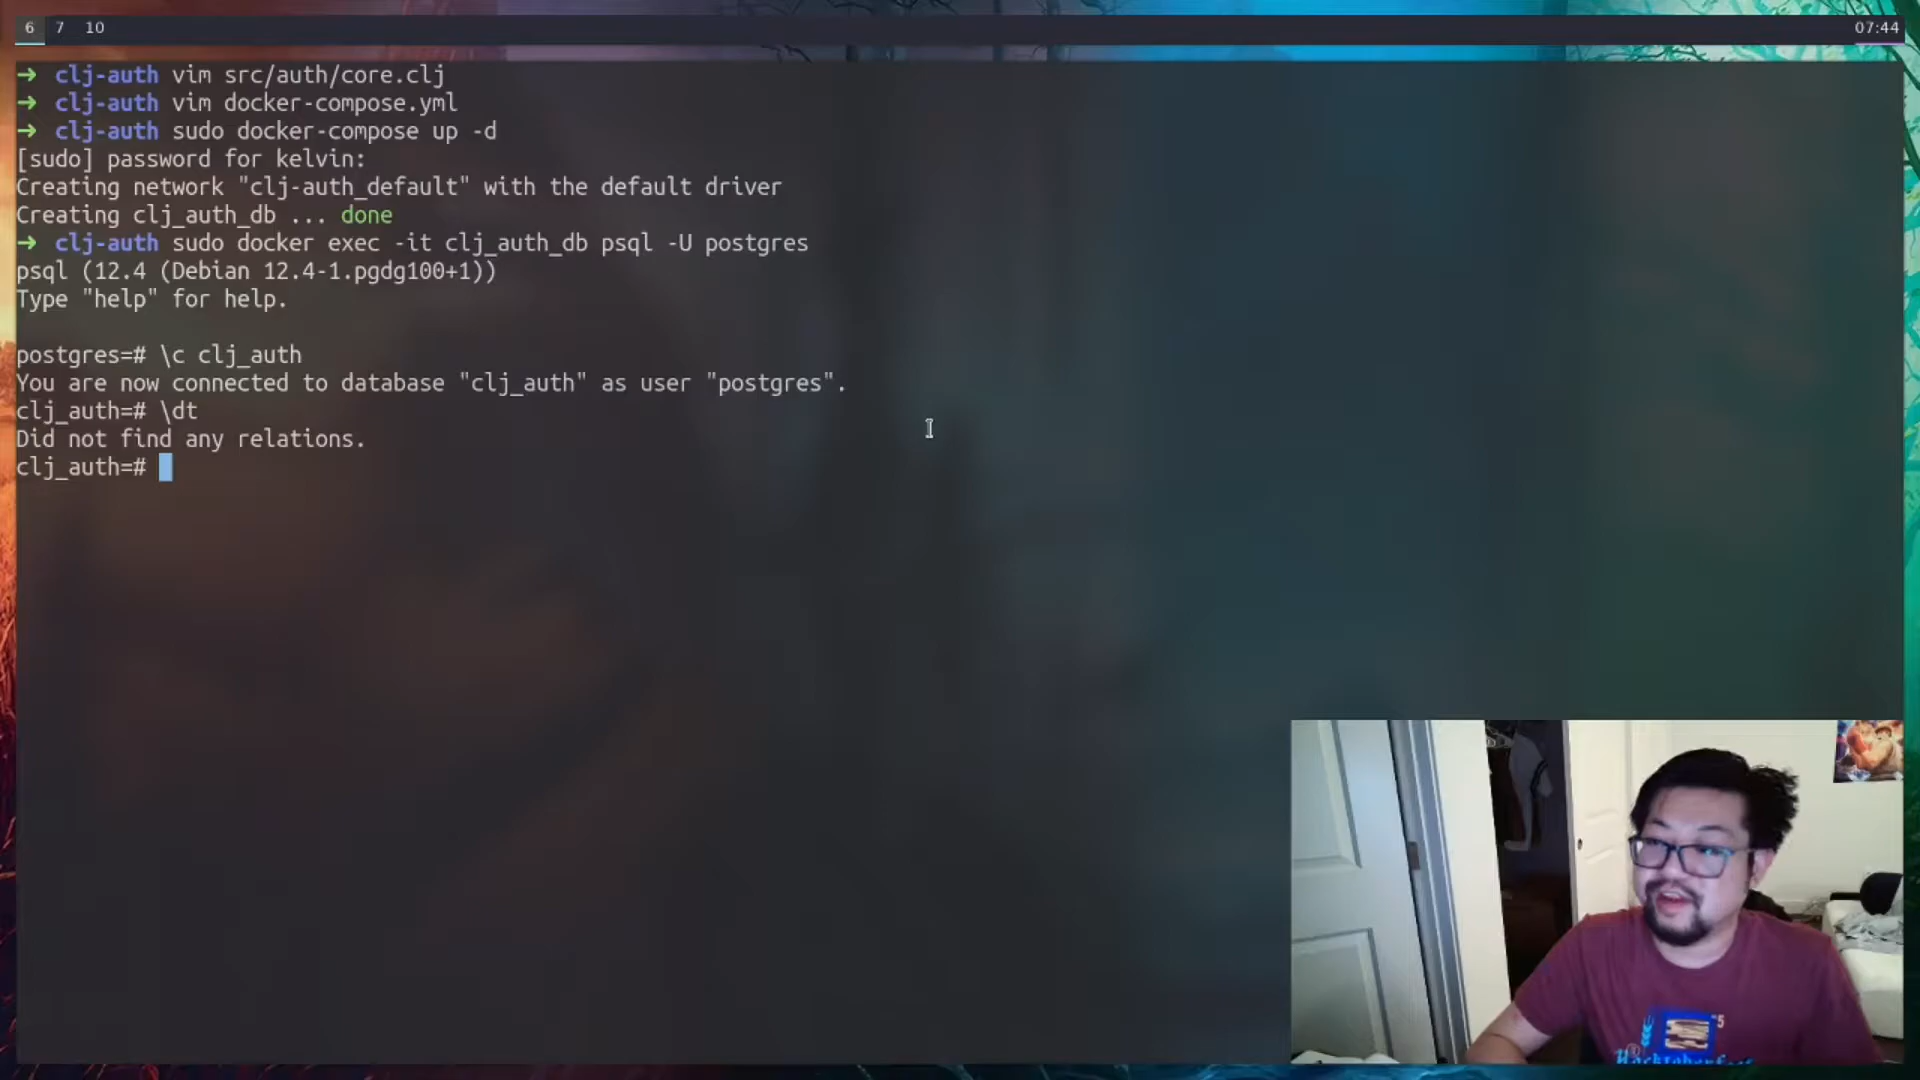 6 7 10
07:44
➜ clj-auth vim src/auth/core.clj
➜ clj-auth vim docker-compose.yml
➜ clj-auth sudo docker-compose up -d
[sudo] password for kelvin:
Creating network "clj-auth_default" with the default driver
Creating clj_auth_db ... done
➜ clj-auth sudo docker exec -it clj_auth_db psql -U postgres
psql (12.4 (Debian 12.4-1.pgdg100+1))
Type "help" for help.
postgres=# \c clj_auth
You are now connected to database "clj_auth" as user "postgres".
clj_auth=# \dt
Did not find any relations.
clj_auth=#